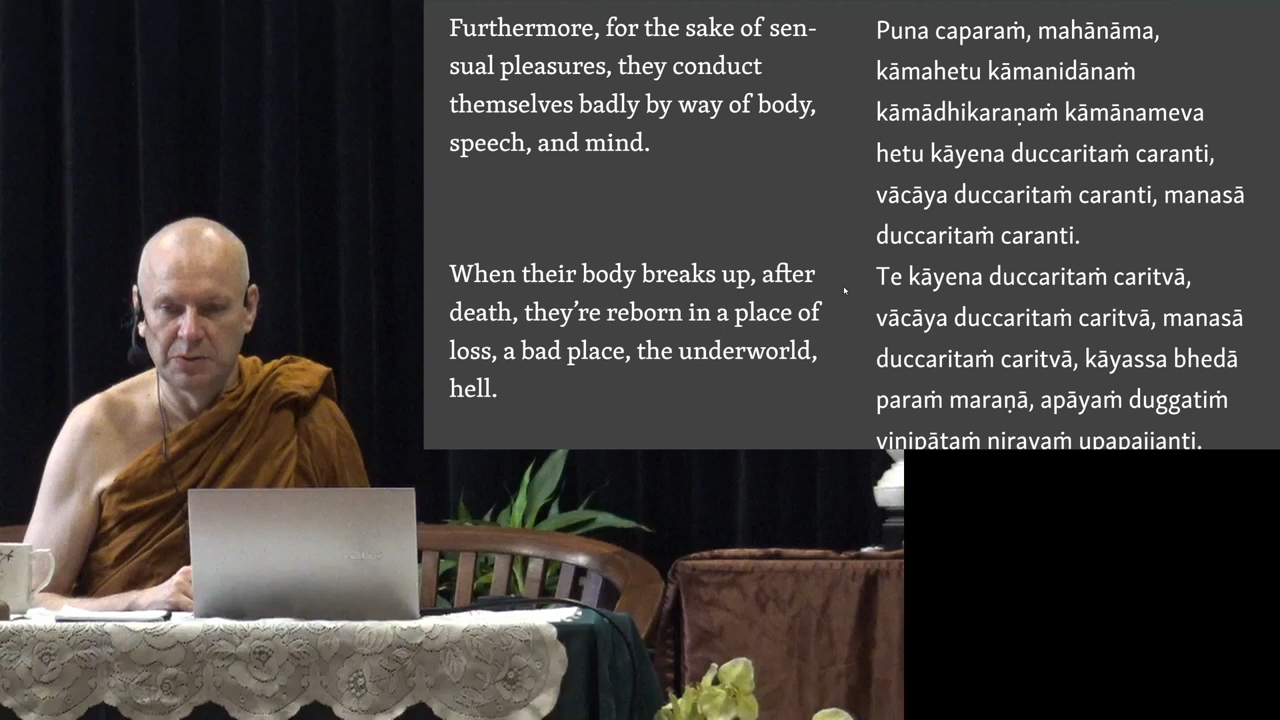 Furthermore, for the sake of sen-
sual pleasures, they conduct
themselves badly by way of body,
speech, and mind.
When their body breaks up, after
death, they’re reborn in a place of
loss, a bad place, the underworld,
hell.
Puna caparaṁ, mahānāma,
kāmahetu kāmanidānaṁ
kāmādhikaraṇaṁ kāmānameva
hetu kāyena duccaritaṁ caranti,
vācāya duccaritaṁ caranti, manasā
duccaritaṁ caranti.
Te kāyena duccaritaṁ caritvā,
vācāya duccaritaṁ caritvā, manasā
duccaritaṁ caritvā, kāyassa bhedā
paraṁ maraṇā, apāyaṁ duggatiṁ
vinipātaṁ nirayaṁ upapajjanti.